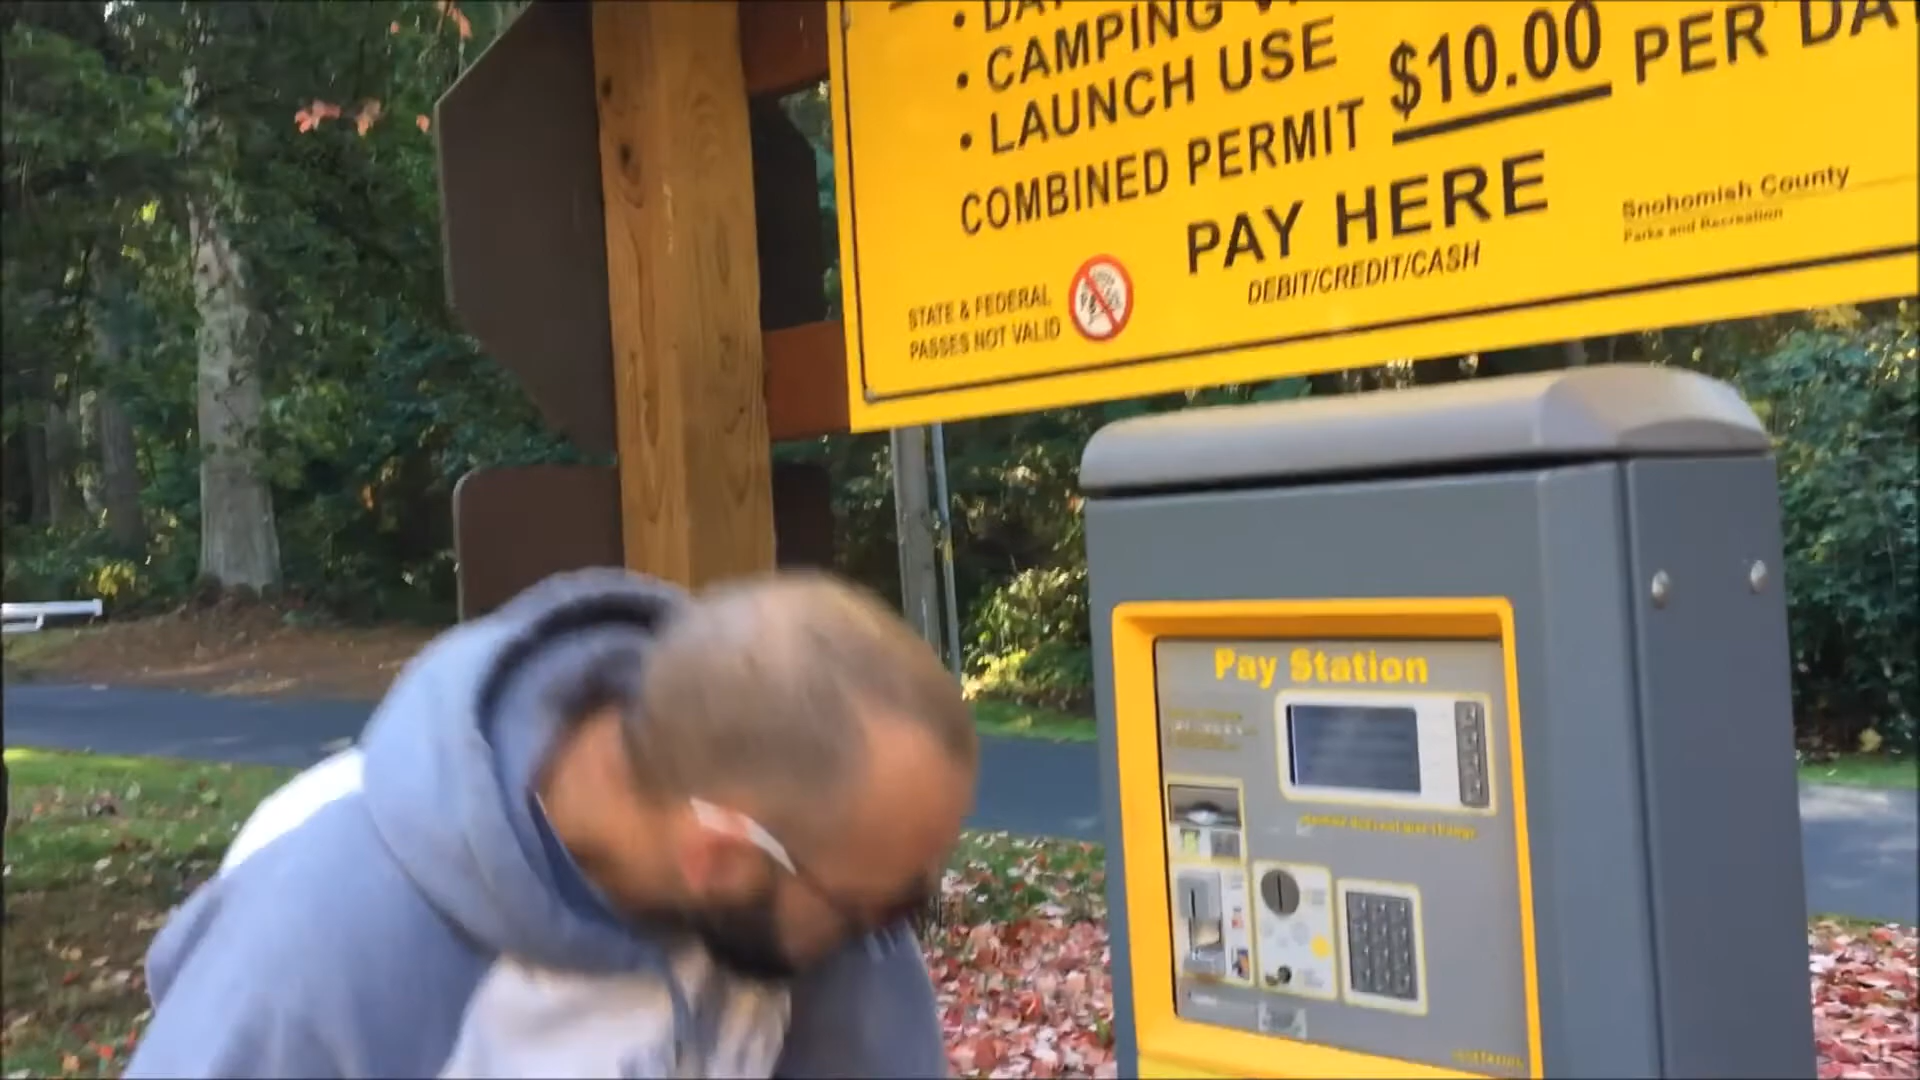 • CAMPING
• LAUNCH USE
COMBINED PERMIT $10.00 PER DA
PAY HERE
DEBIT/CREDIT/CASH
Snohomish County
Parks and Recreation
STATE & FEDERAL
PASSES NOT VALID
Pay Station